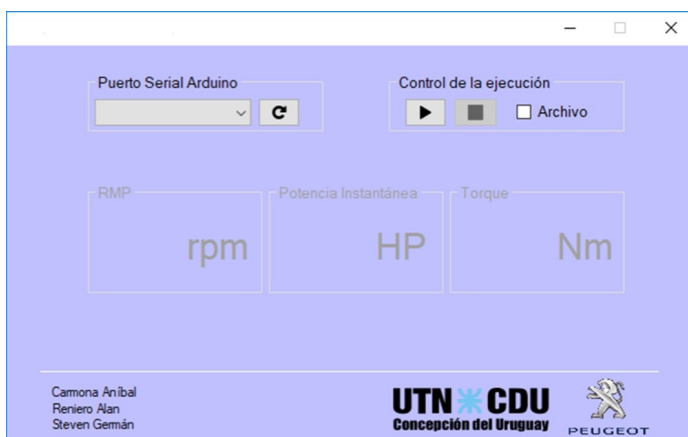 Puerto Serial Arduino
Control de la ejecución
Archivo
RMP
Potencia Instantánea
Torque
rpm
HP
Nm
Carmona Aníbal
Reniero Alan
Steven Germán
UTN CDU
Concepción del Uruguay
PEUGEOT